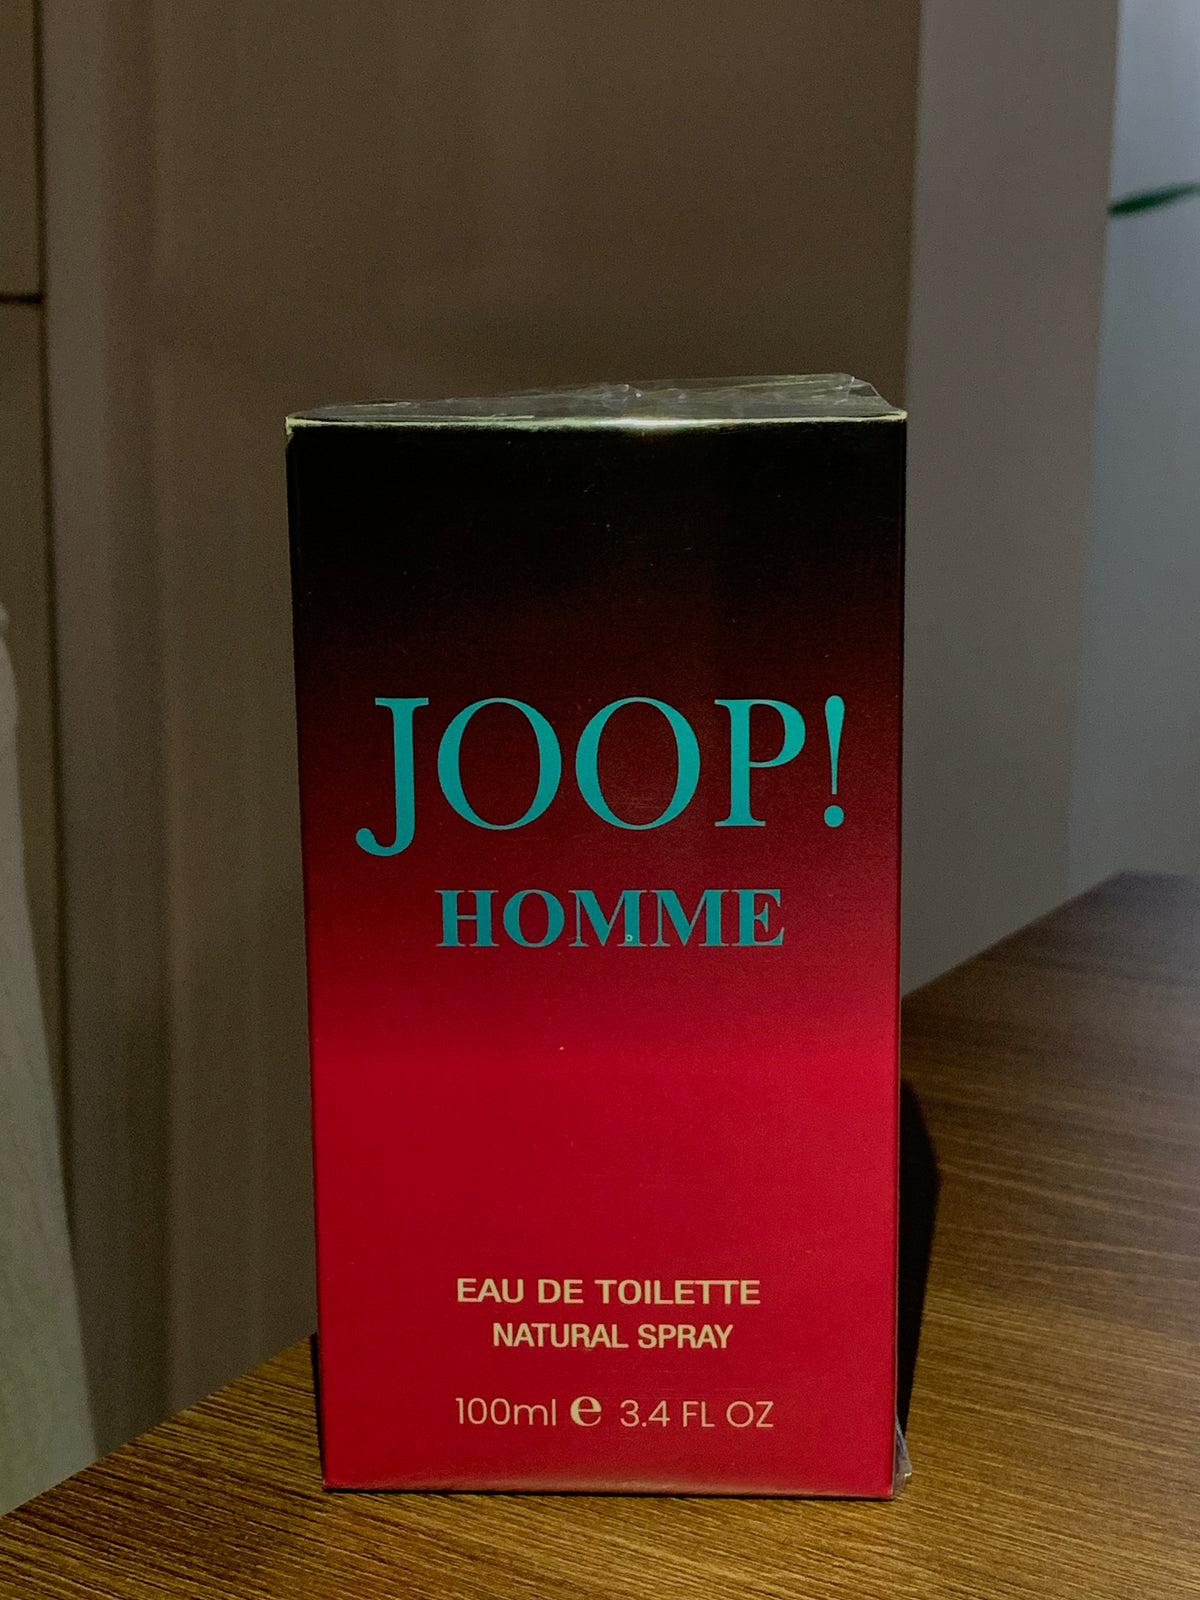 JOOP!
HOMME
EAU DE TOILETTE
NATURAL SPRAY
100ml e 3.4 FL OZ